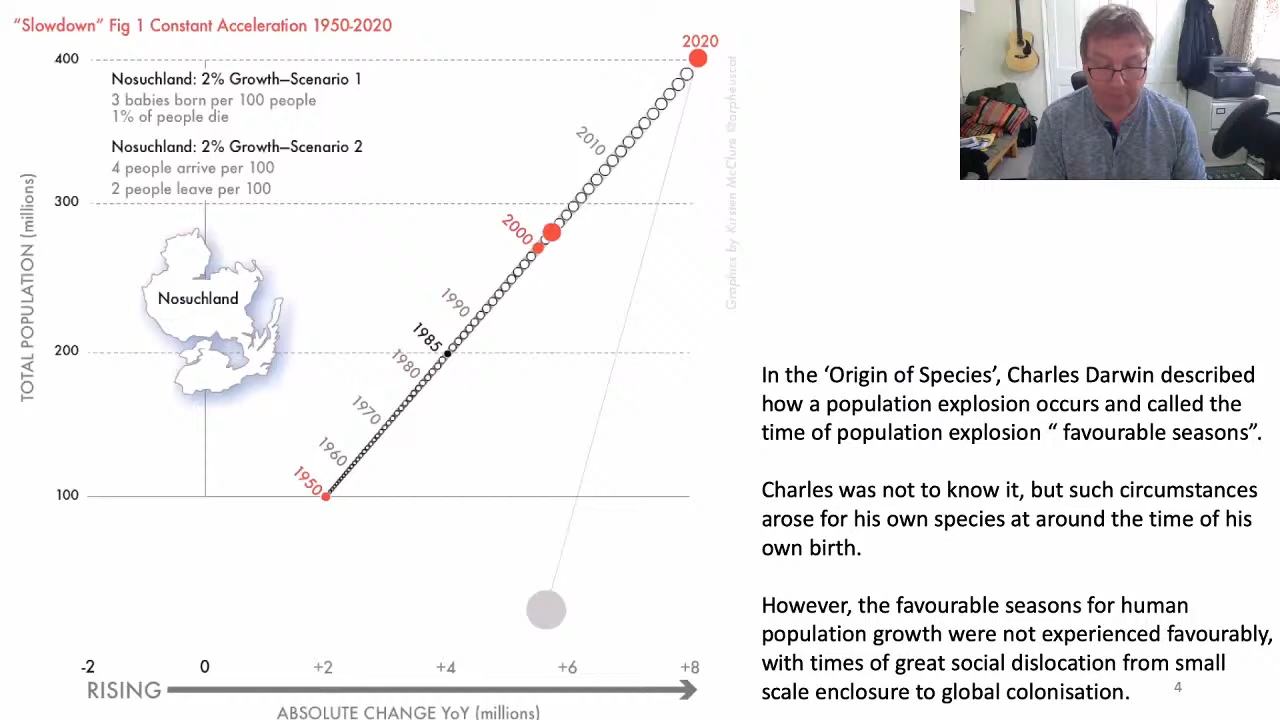 “Slowdown” Fig 1 Constant Acceleration 1950-2020
2020
400
Nosuchland: 2% Growth—Scenario 1
3 babies born per 100 people
1% of people die
Nosuchland: 2% Growth—Scenario 2
4 people arrive per 100
2 people leave per 100
2010
300
2000
Nosuchland
1990
1985
200
1980
1970
1960
1950
100
TOTAL POPULATION (millions)
Graphics by Kirsten McClure @orpheuscat
-2
0
+2
+4
+6
+8
RISING
ABSOLUTE CHANGE YoY (millions)
In the ‘Origin of Species’, Charles Darwin described
how a population explosion occurs and called the
time of population explosion “ favourable seasons”.
Charles was not to know it, but such circumstances
arose for his own species at around the time of his
own birth.
However, the favourable seasons for human
population growth were not experienced favourably,
with times of great social dislocation from small
scale enclosure to global colonisation.
4